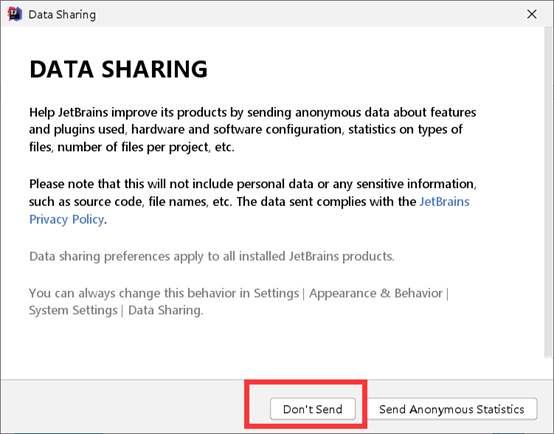 Data Sharing
DATA SHARING
Help JetBrains improve its products by sending anonymous data about features
and plugins used, hardware and software configuration, statistics on types of
files, number of files per project, etc.
Please note that this will not include personal data or any sensitive information,
such as source code, file names, etc. The data sent complies with the JetBrains
Privacy Policy.
Data sharing preferences apply to all installed JetBrains products.
You can always change this behavior in Settings | Appearance & Behavior |
System Settings | Data Sharing.
Don't Send
Send Anonymous Statistics